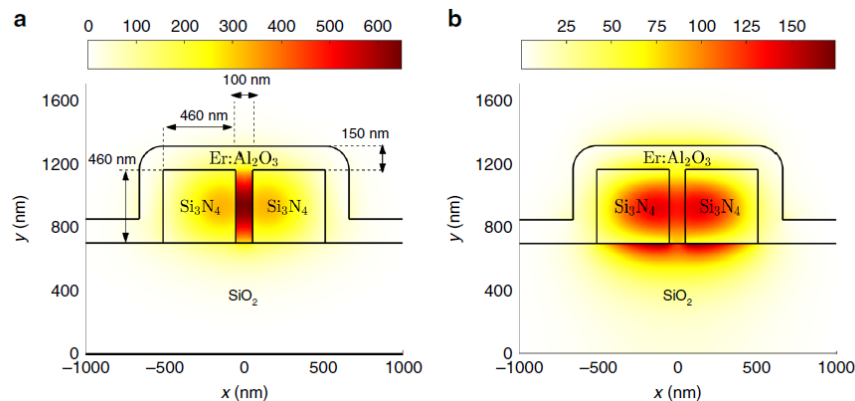 a
0 100 200 300 400 500 600
100 nm
460 nm
150 nm
460 nm
Er:Al₂O₃
Si₃N₄ Si₃N₄
SiO₂
y (nm)
1600
1200
800
400
0
−1000 −500 0 500 1000
x (nm)
b
25 50 75 100 125 150
Er:Al₂O₃
Si₃N₄ Si₃N₄
SiO₂
y (nm)
1600
1200
800
400
0
−1000 −500 0 500 1000
x (nm)